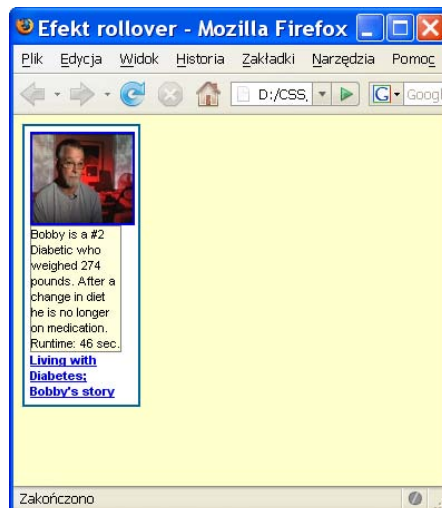 Efekt rollover - Mozilla Firefox
Plik Edycja Widok Historia Zakładki Narzędzia Pomoc
D:/CSS, G Goog
Bobby is a #2
Diabetic who
weighed 274
pounds. After a
change in diet
he is no longer
on medication.
Runtime: 46 sec.
Living with
Diabetes;
Bobby's story
Zakończono